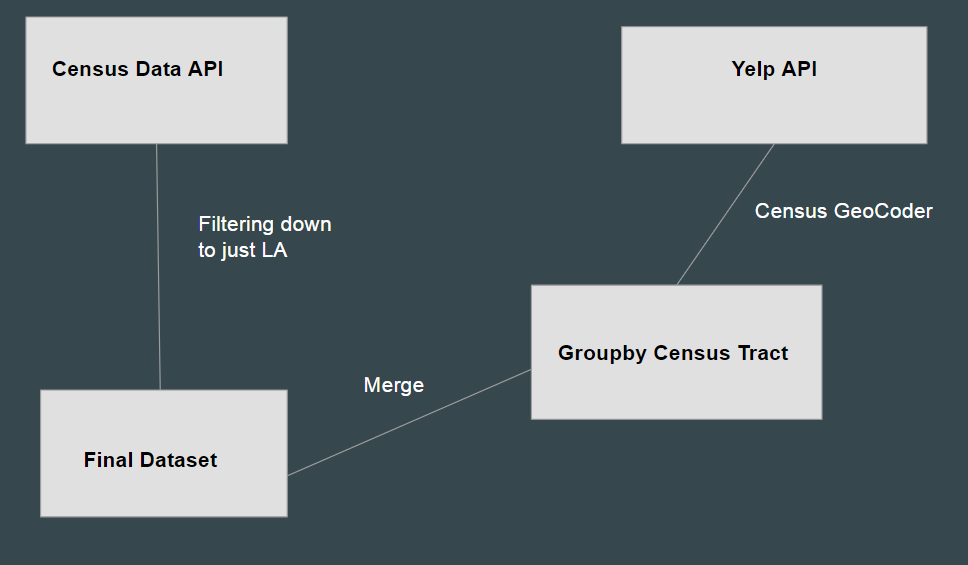 Census Data API
Yelp API
Filtering down
to just LA
Census GeoCoder
Groupby Census Tract
Merge
Final Dataset